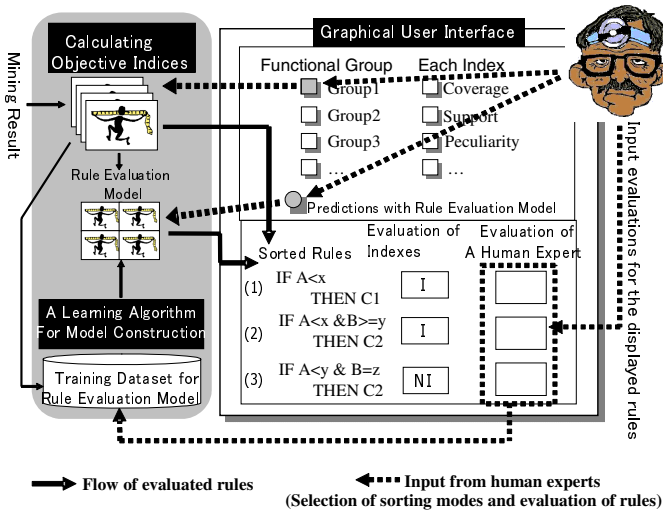 Calculating
Objective Indices
Mining Result
Rule Evaluation
Model
A Learning Algorithm
For Model Construction
Training Dataset for
Rule Evaluation Model
Graphical User Interface
Functional Group
Each Index
Group1
Coverage
Group2
Support
Group3
Peculiarity
...
...
Predictions with Rule Evaluation Model
Sorted Rules
Evaluation of
Indexes
Evaluation of
A Human Expert
(1)
IF A<x
THEN C1
I
(2)
IF A<x &B>=y
THEN C2
I
(3)
IF A<y & B=z
THEN C2
NI
Input evaluations for the displayed rules
Flow of evaluated rules
Input from human experts
(Selection of sorting modes and evaluation of rules)